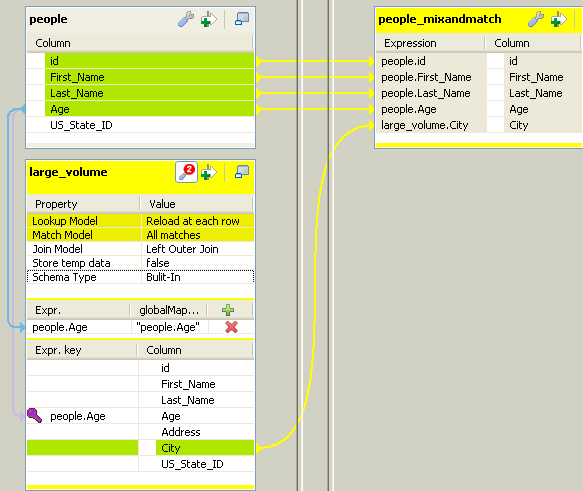 people
Column
id
First_Name
Last_Name
Age
US_State_ID
large_volume
2
Property Value
Lookup Model Reload at each row
Match Model All matches
Join Model Left Outer Join
Store temp data false
Schema Type Bulit-In
Expr. globalMap...
people.Age "people.Age"
Expr. key Column
id
First_Name
Last_Name
people.Age Age
Address
City
US_State_ID
people_mixandmatch
Expression Column
people.id id
people.First_Name First_Name
people.Last_Name Last_Name
people.Age Age
large_volume.City City